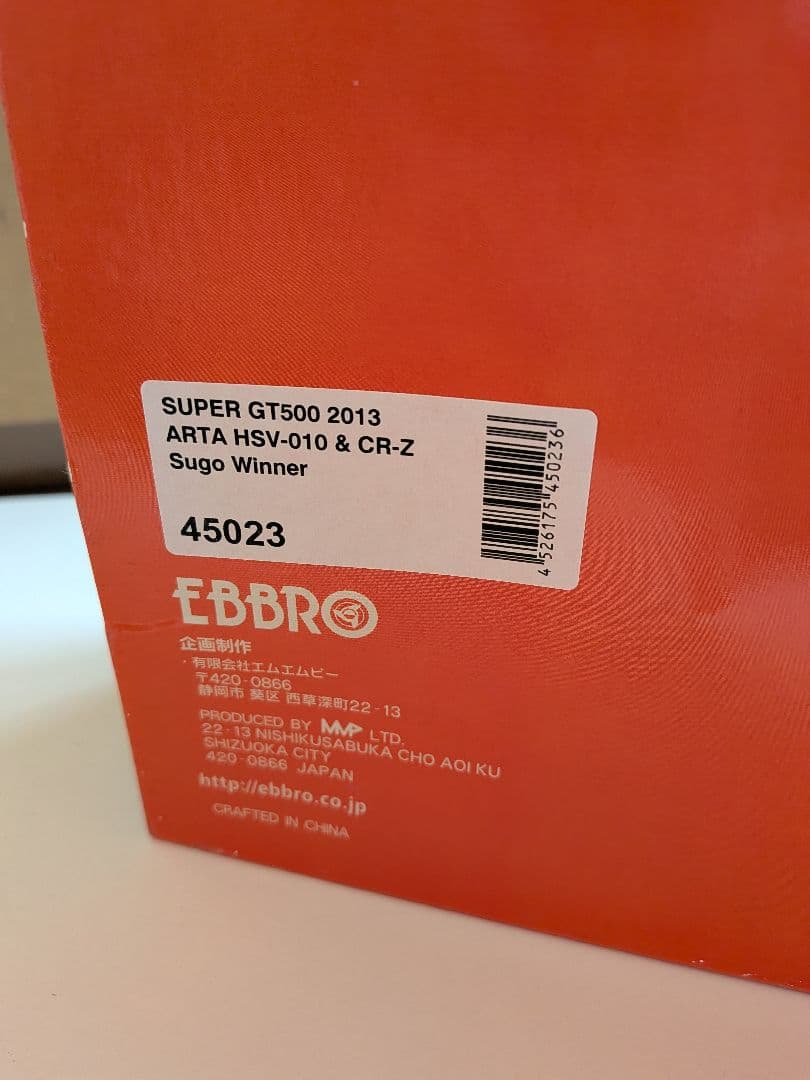 SUPER GT500 2013
ARTA HSV-010 & CR-Z
Sugo Winner
45023
4 526175 450236
EBBRO
企画制作
・有限会社エムエムピー
〒420-0866
静岡市 葵区 西草深町22-13
PRODUCED BY MMP LTD.
22-13 NISHIKUSABUKA CHO AOI KU
SHIZUOKA CITY
420-0866 JAPAN
http://ebbro.co.jp
CRAFTED IN CHINA